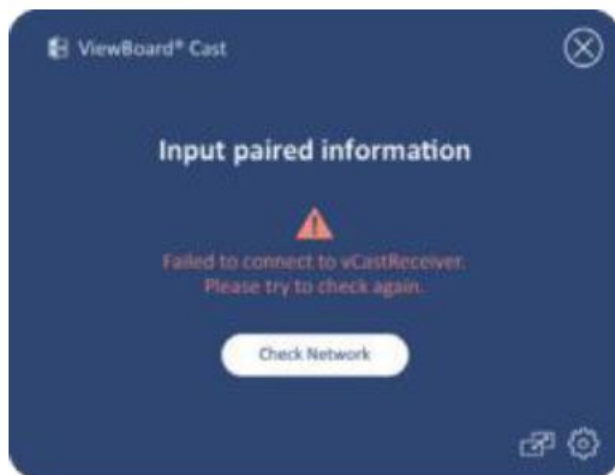 ViewBoard® Cast
Input paired information
Failed to connect to vCastReceiver.
Please try to check again.
Check Network